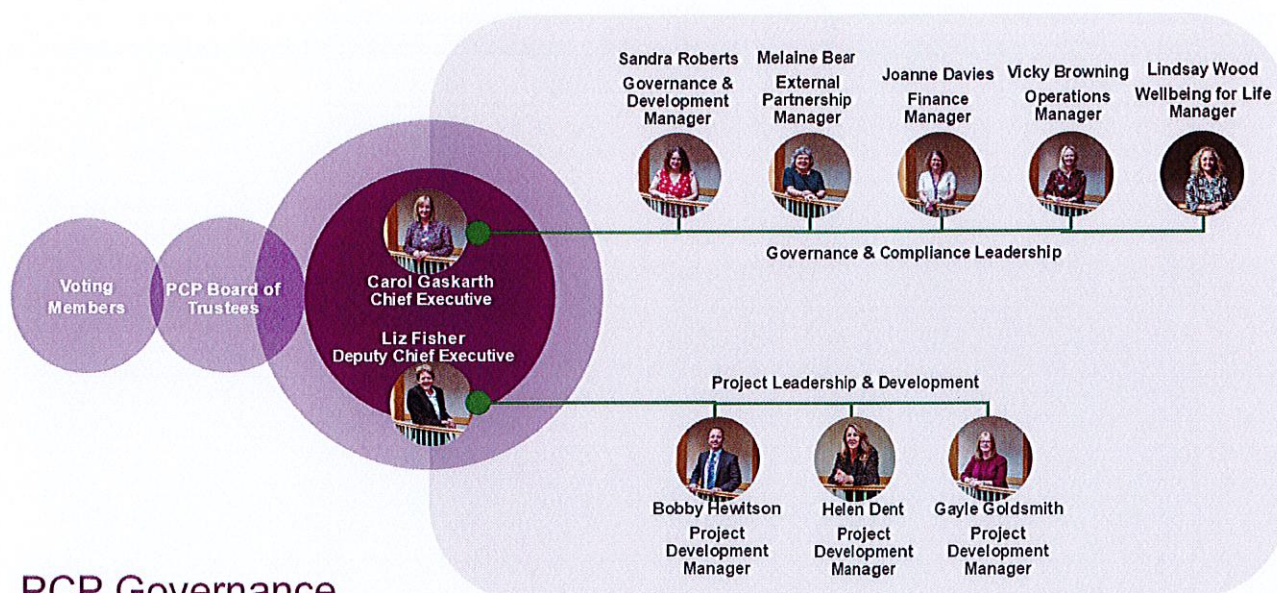 Sandra Roberts
Governance &
Development
Manager
Melaine Bear
External
Partnership
Manager
Joanne Davies
Finance
Manager
Vicky Browning
Operations
Manager
Lindsay Wood
Wellbeing for Life
Manager
Governance & Compliance Leadership
Voting
Members
PCP Board of
Trustees
Carol Gaskarth
Chief Executive
Liz Fisher
Deputy Chief Executive
Project Leadership & Development
Bobby Hewitson
Project
Development
Manager
Helen Dent
Project
Development
Manager
Gayle Goldsmith
Project
Development
Manager
PCP Governance